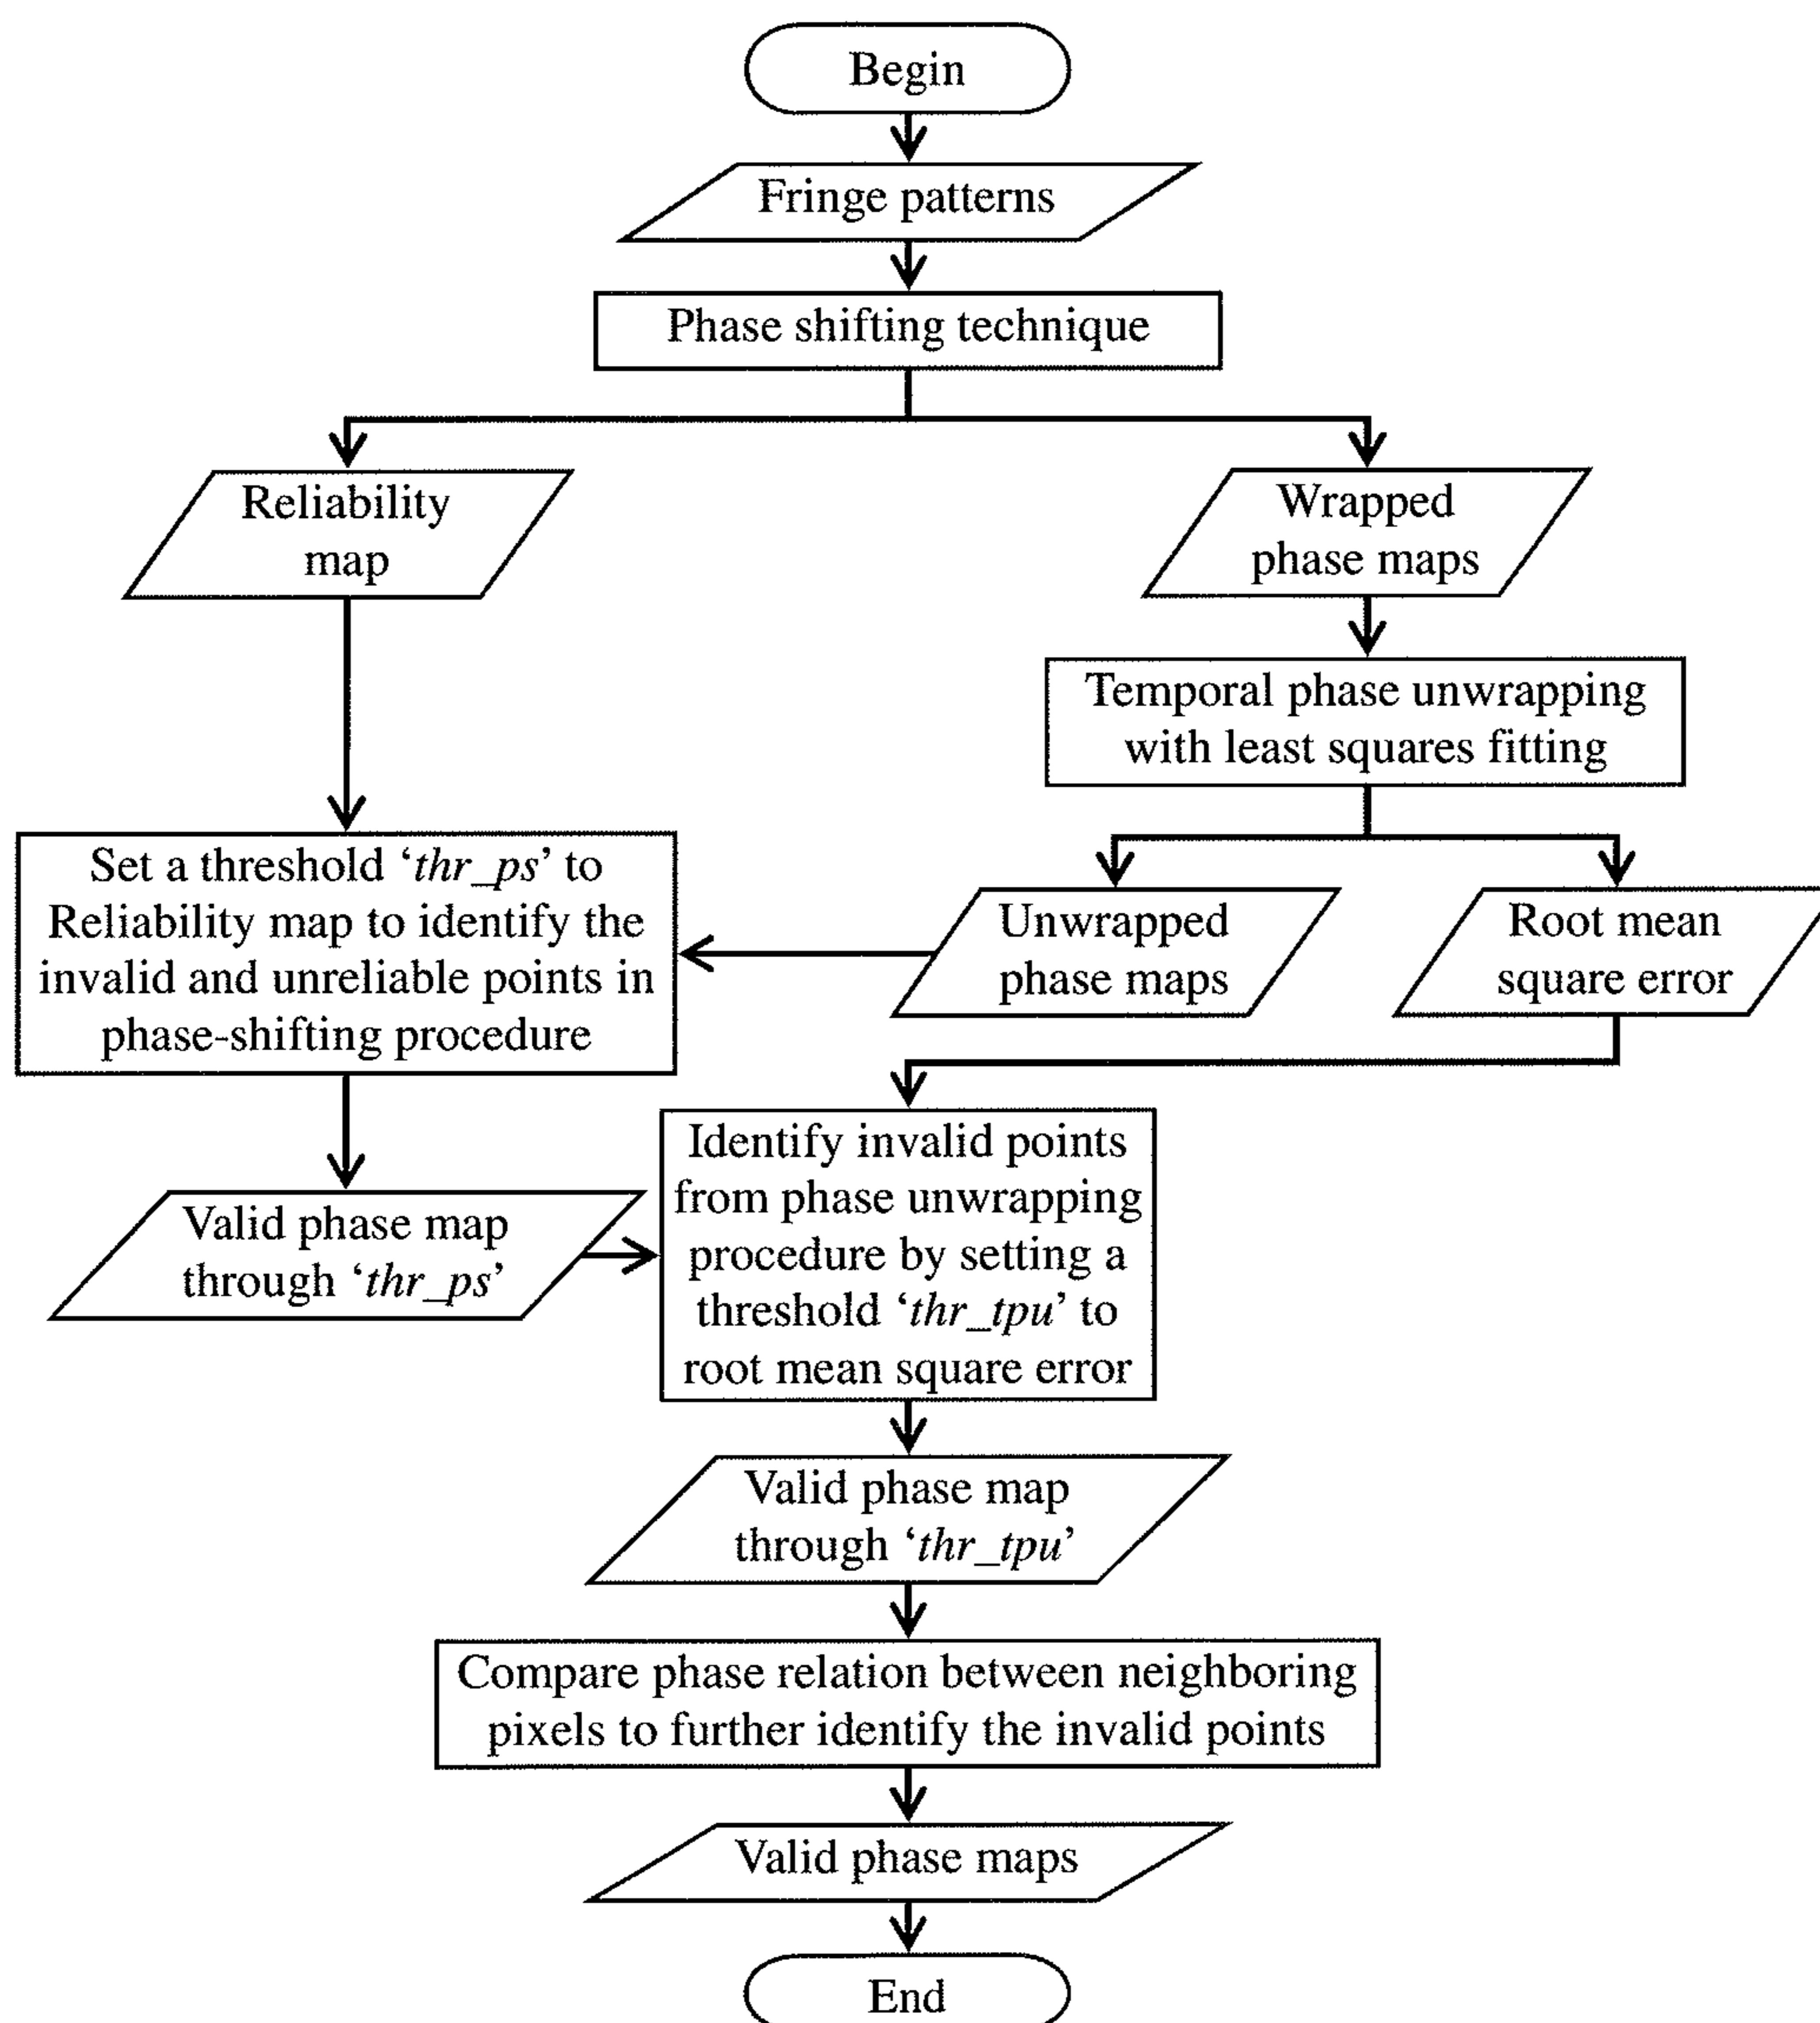 Begin
Fringe patterns
Phase shifting technique
Reliability
map
Wrapped
phase maps
Temporal phase unwrapping
with least squares fitting
Set a threshold ‘thr_ps’ to
Reliability map to identify the
invalid and unreliable points in
phase-shifting procedure
Unwrapped
phase maps
Root mean
square error
Identify invalid points
from phase unwrapping
procedure by setting a
threshold ‘thr_tpu’ to
root mean square error
Valid phase map
through ‘thr_ps’
Valid phase map
through ‘thr_tpu’
Compare phase relation between neighboring
pixels to further identify the invalid points
Valid phase maps
End